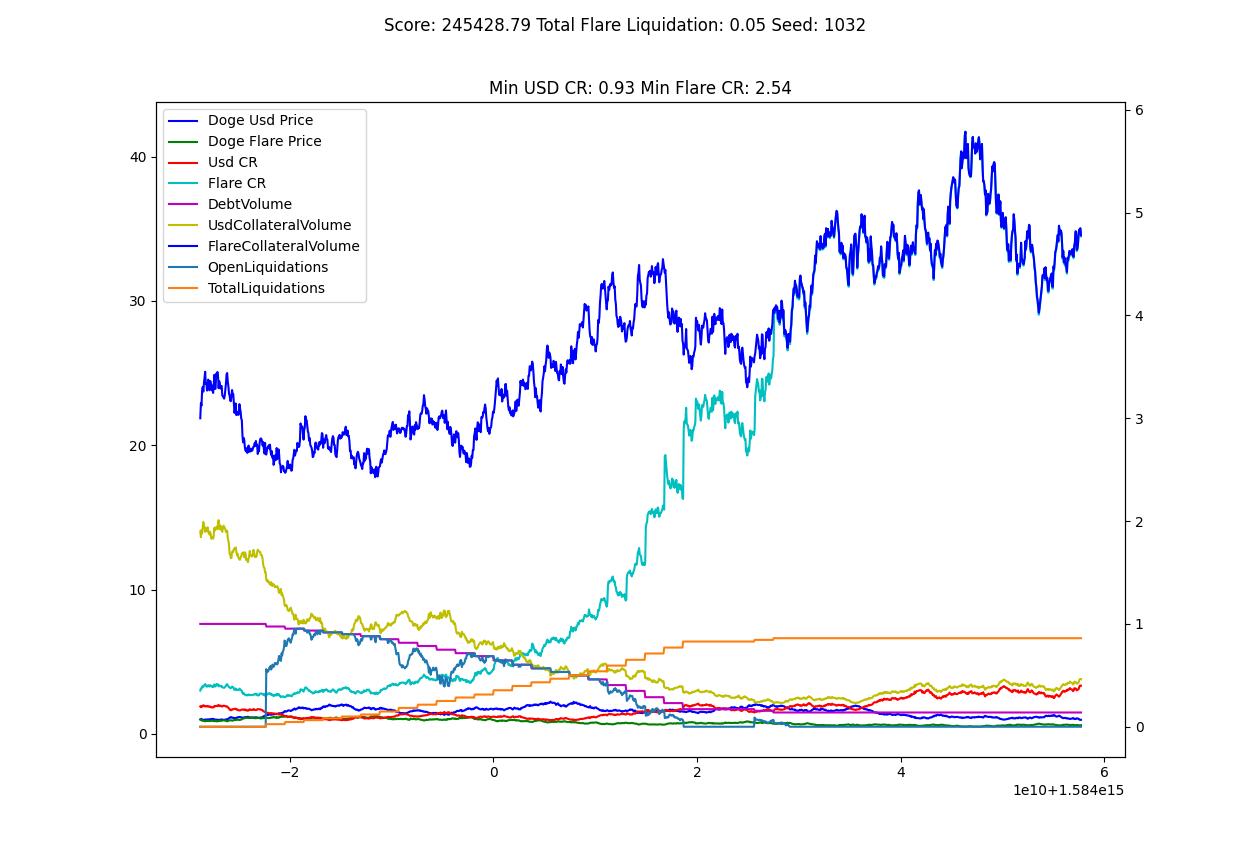 Score: 245428.79 Total Flare Liquidation: 0.05 Seed: 1032
Min USD CR: 0.93 Min Flare CR: 2.54
Doge Usd Price
Doge Flare Price
Usd CR
Flare CR
DebtVolume
UsdCollateralVolume
FlareCollateralVolume
OpenLiquidations
TotalLiquidations
40
30
20
10
0
6
5
4
3
2
1
0
−2
0
2
4
6
1e10+1.584e15